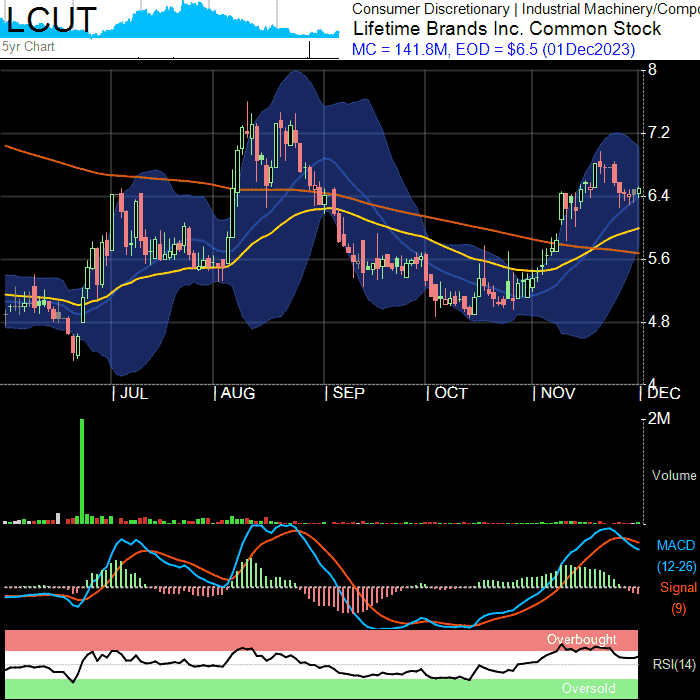 LCUT
5yr Chart
Consumer Discretionary | Industrial Machinery/Compo
Lifetime Brands Inc. Common Stock
MC = 141.8M, EOD = $6.5 (01Dec2023)
8
7.2
6.4
5.6
4.8
4
| JUL | AUG | SEP | OCT | NOV | DEC
2M
Volume
MACD
(12-26)
Signal
(9)
Overbought
RSI(14)
Oversold